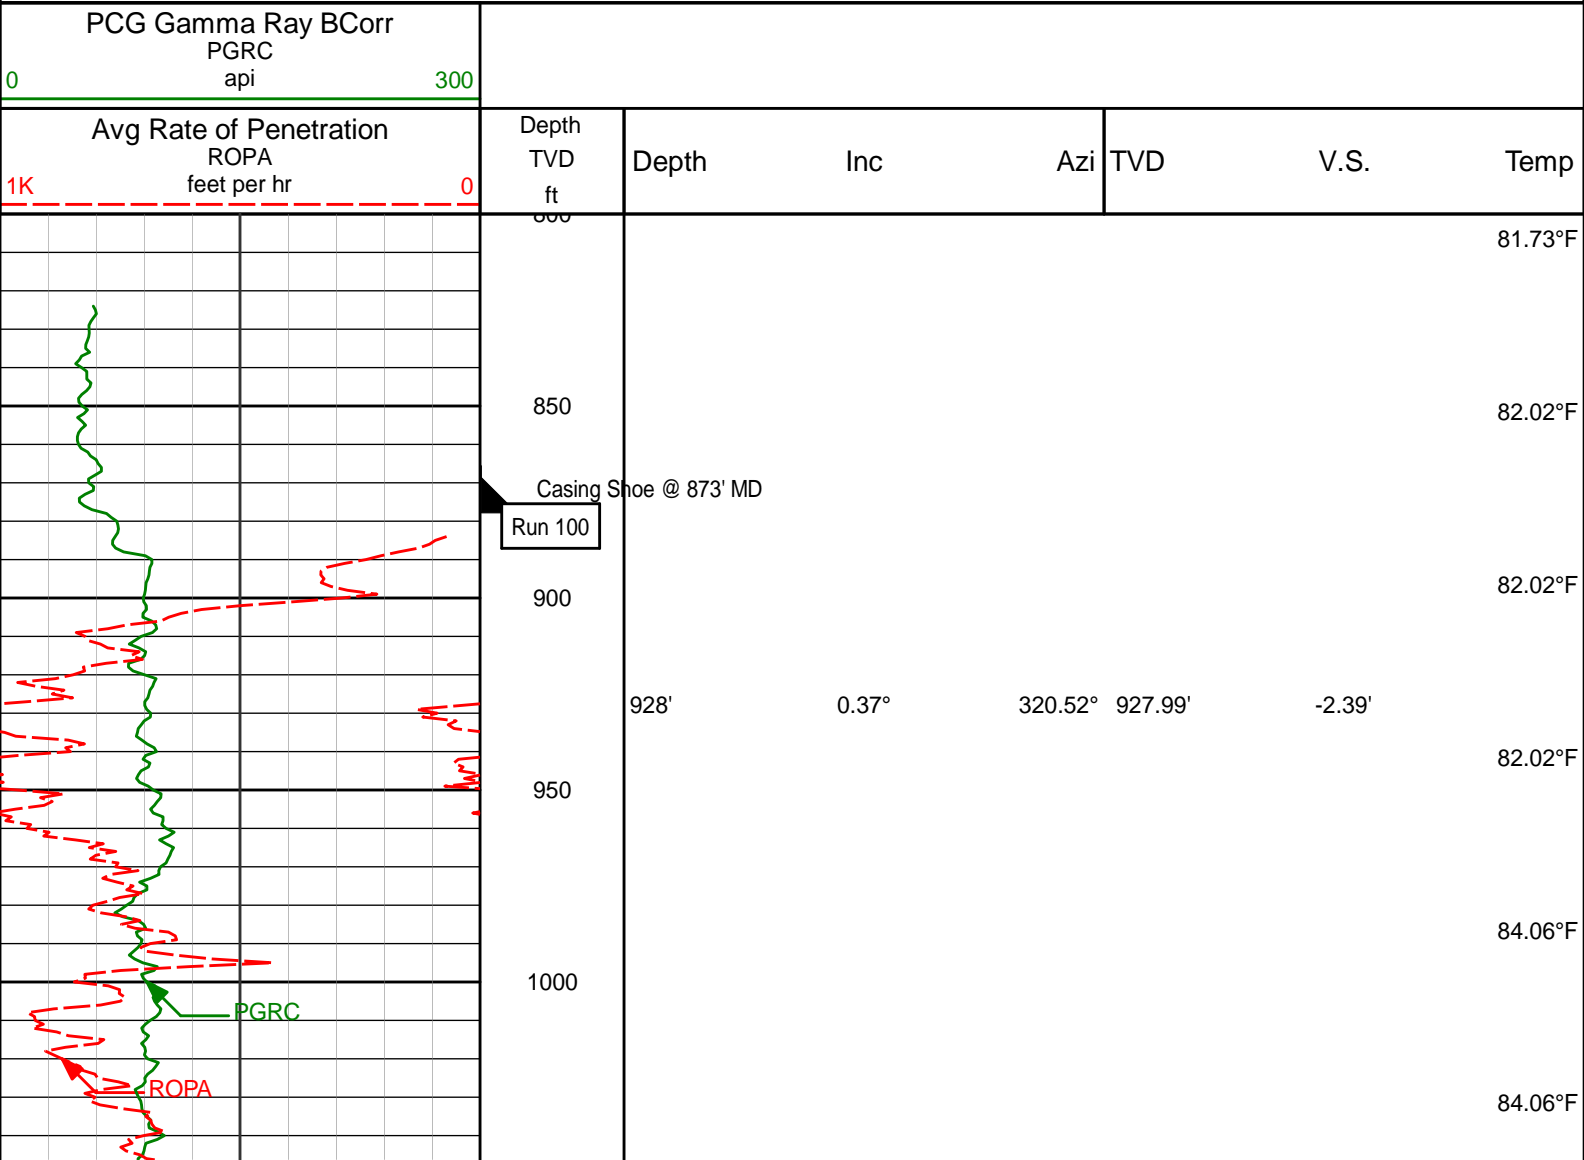 PCG Gamma Ray BCorr
PGRC
0 api 300
Avg Rate of Penetration
ROPA
1K feet per hr 0
Depth
TVD
ft
Depth Inc Azi TVD V.S. Temp
800
81.73°F
850
82.02°F
Casing Shoe @ 873' MD
Run 100
900
82.02°F
928' 0.37° 320.52° 927.99' -2.39'
82.02°F
950
84.06°F
1000
PGRC
ROPA
84.06°F